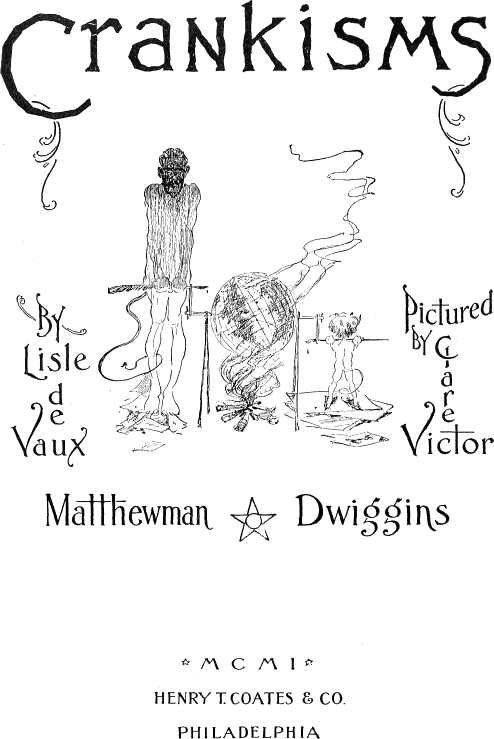 Crankisms
By
Lisle
de
Vaux
Matthewman
Pictured
By Clare
Victor
Dwiggins
MCMI
HENRY T. COATES & CO.
PHILADELPHIA